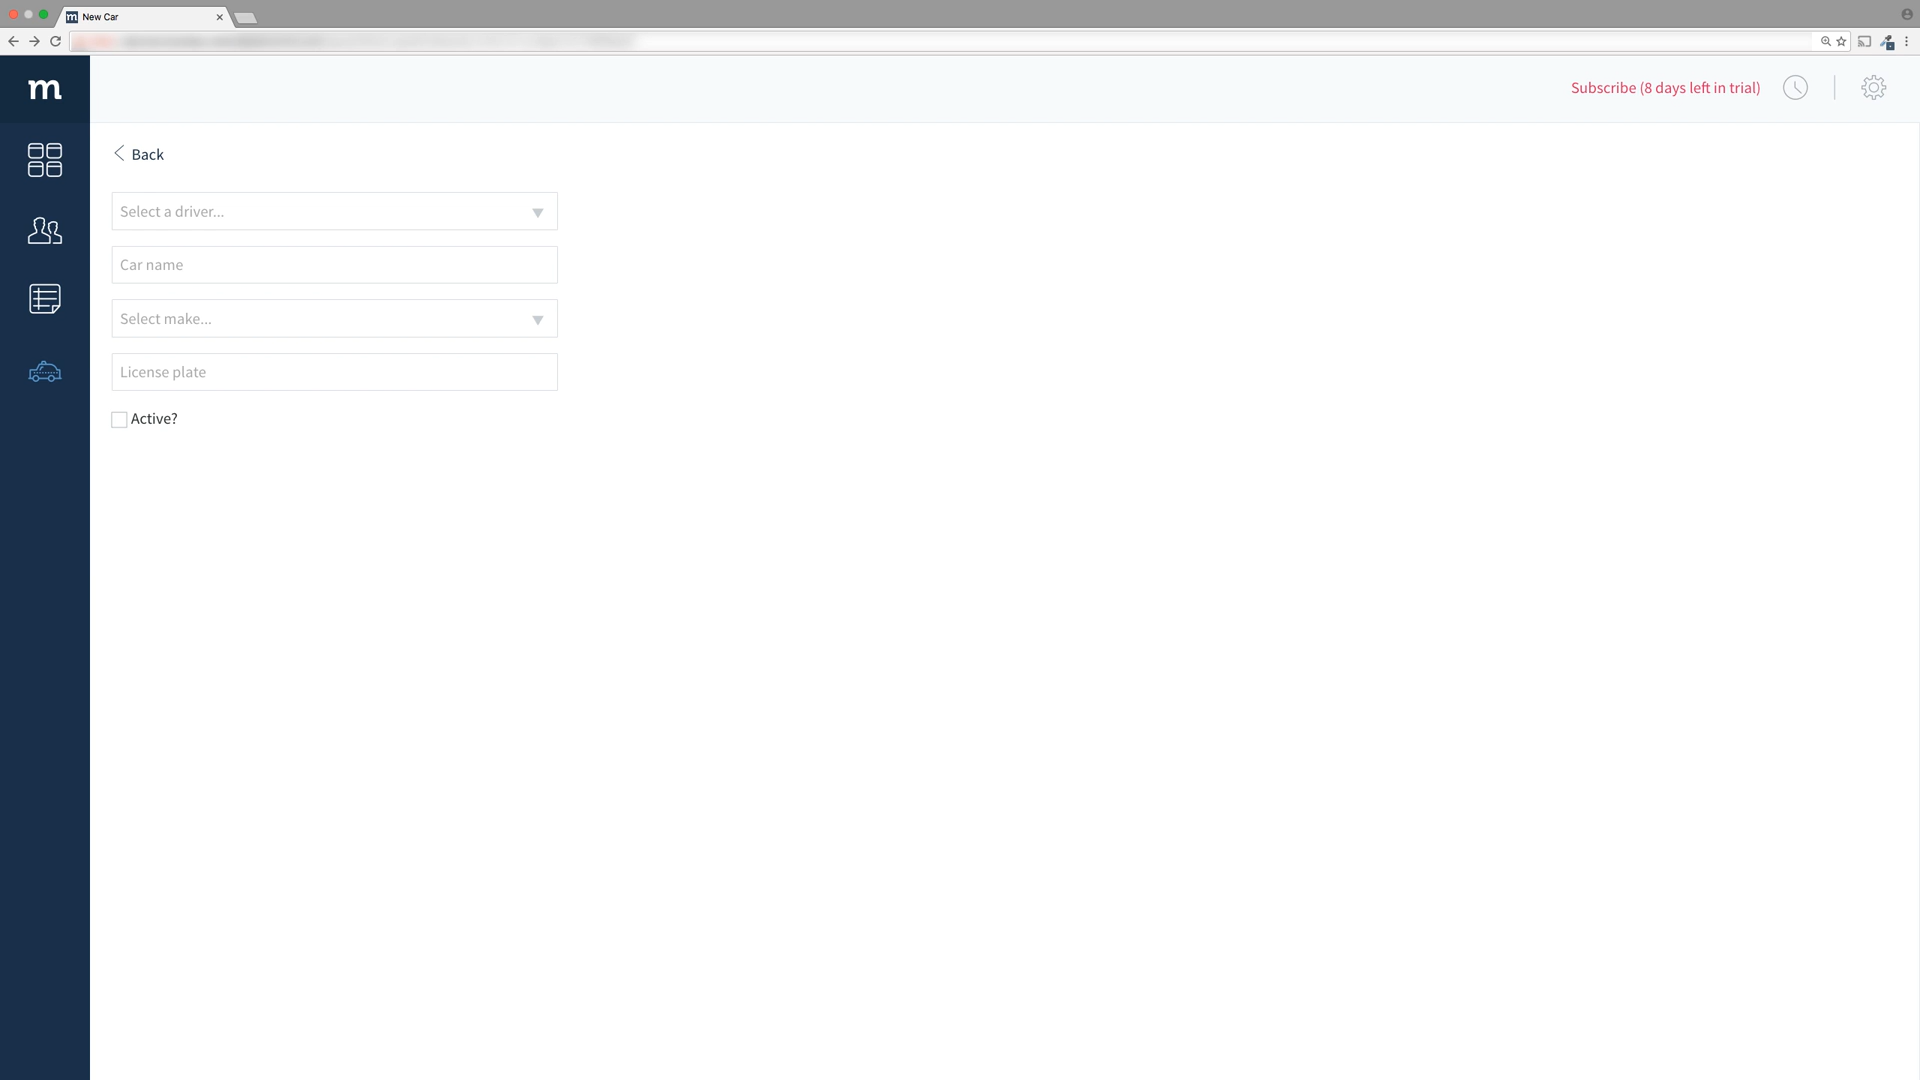 New Car
m
Subscribe (8 days left in trial)
Back
Select a driver...
Car name
Select make...
License plate
Active?